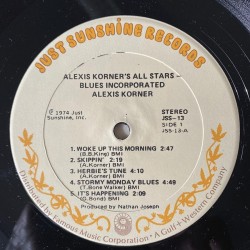 JUST SUNSHINE RECORDS
ALEXIS KORNER'S ALL STARS –
BLUES INCORPORATED
ALEXIS KORNER
℗ 1974 Just
Sunshine, Inc.
STEREO
JSS-13
SIDE 1
JSS-13-A
1. WOKE UP THIS MORNING 2:47
(B.B.King) BMI
2. SKIPPIN' 2:19
(A.Korner) BMI
3. HERBIE'S TUNE 4:10
(A.Korner) BMI
4. STORMY MONDAY BLUES 4:48
(T.Bone Walker) BMI
5. IT'S HAPPENING 2:09
(G.Bond) BMI
Produced by Nathan Joseph
Distributed by Famous Music Corporation • A Gulf + Western Company